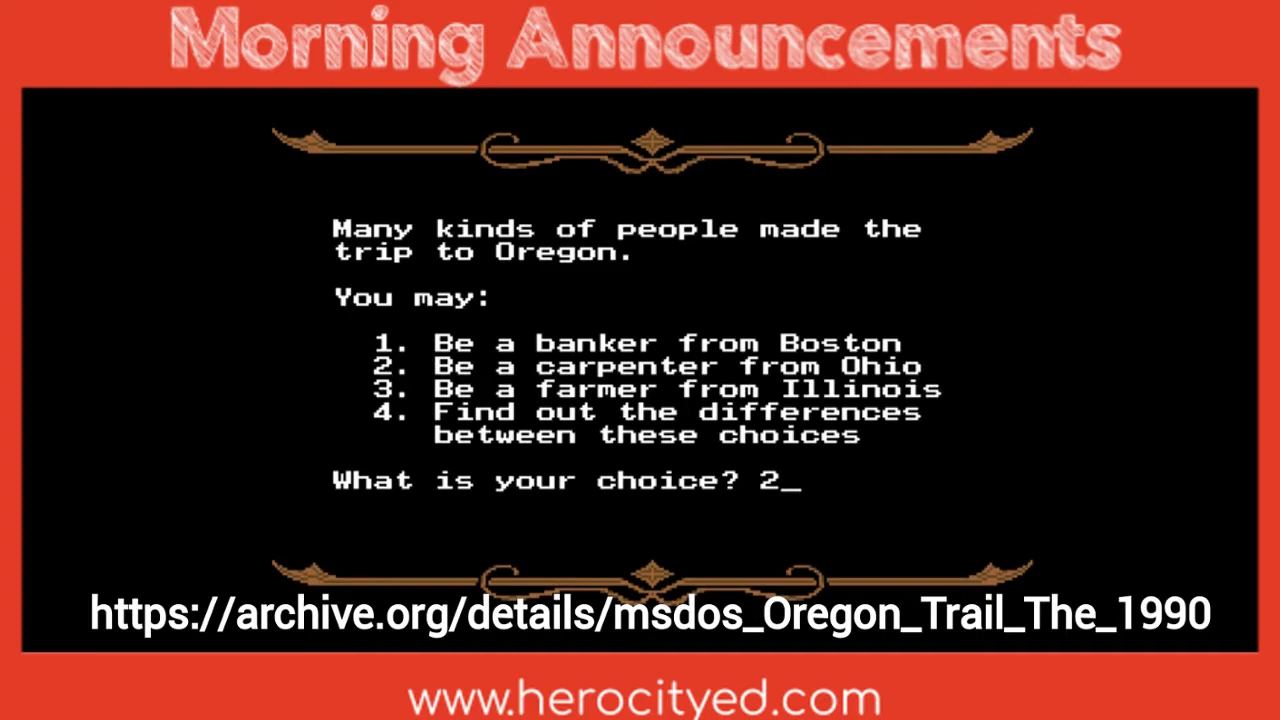 Morning Announcements
Many kinds of people made the
trip to Oregon.
You may:
1. Be a banker from Boston
2. Be a carpenter from Ohio
3. Be a farmer from Illinois
4. Find out the differences
between these choices
What is your choice? 2_
https://archive.org/details/msdos_Oregon_Trail_The_1990
www.herocityed.com